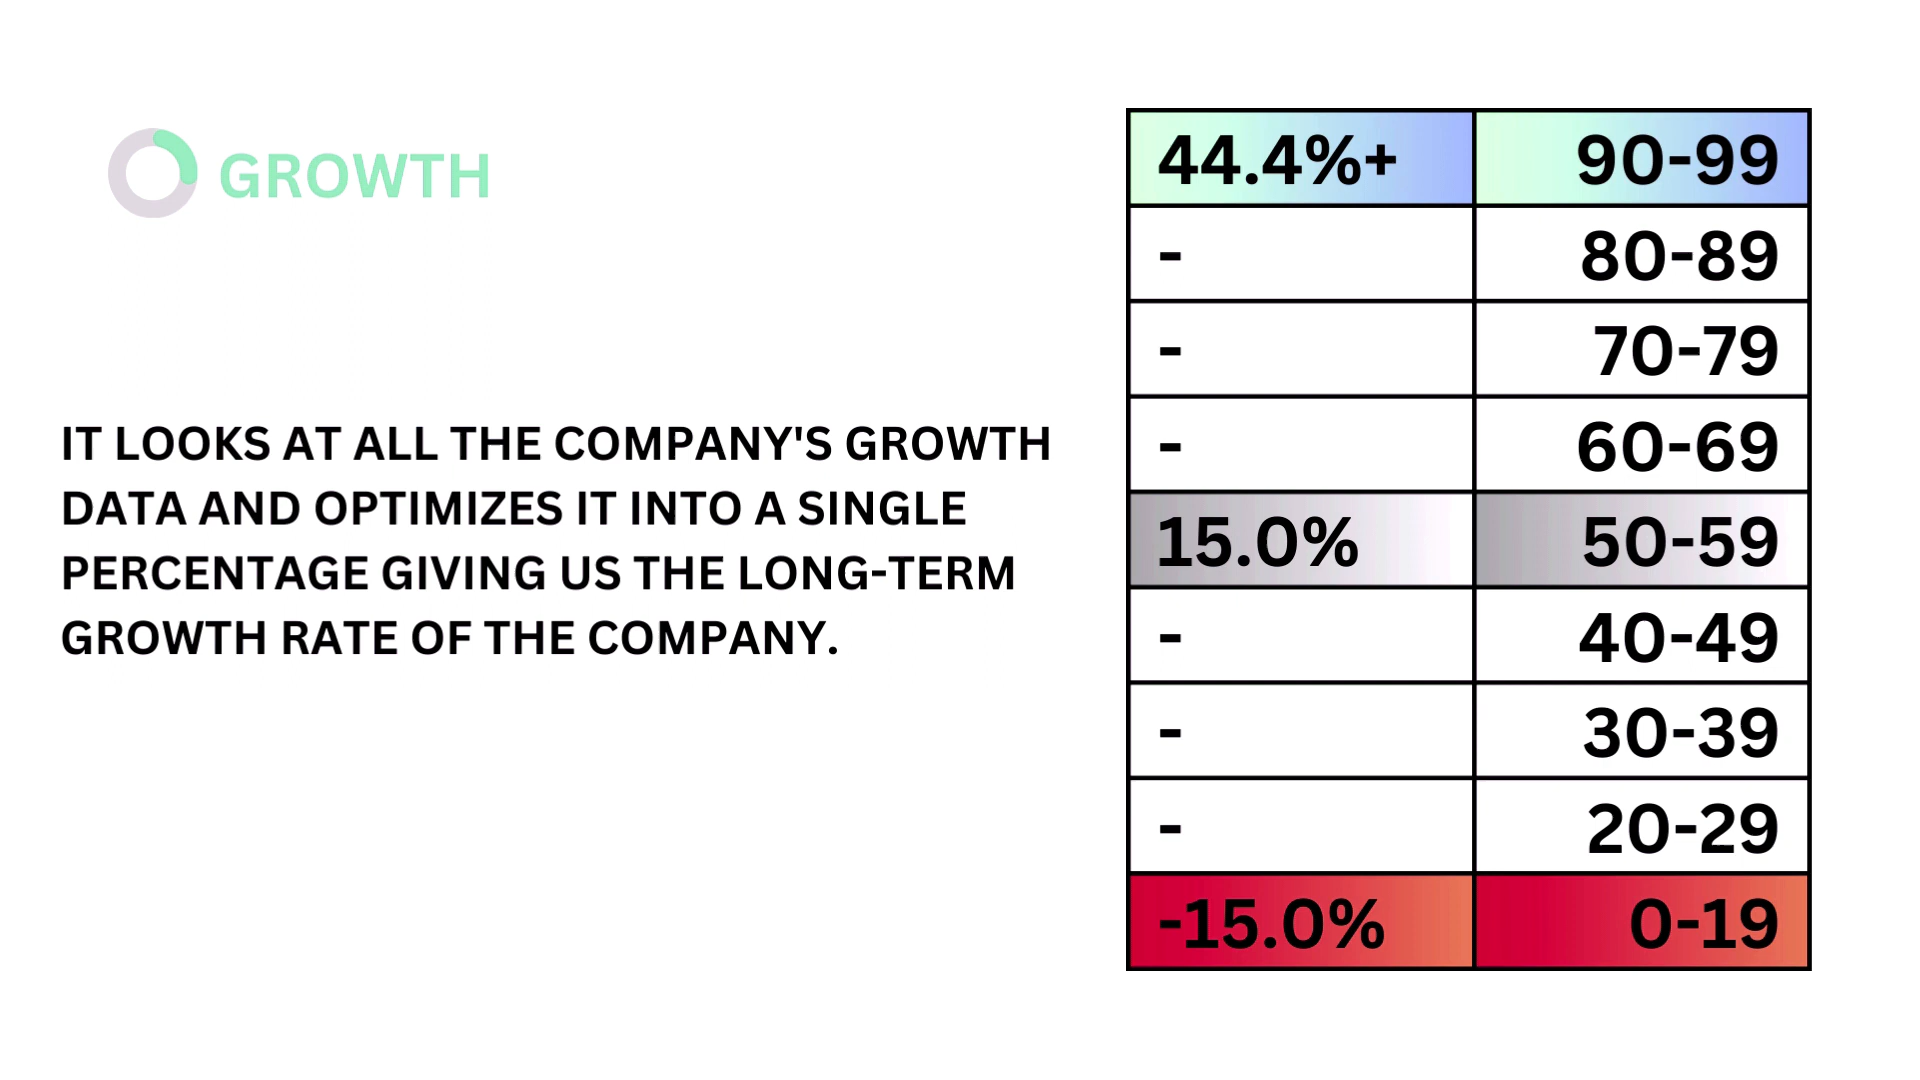 GROWTH
IT LOOKS AT ALL THE COMPANY'S GROWTH
DATA AND OPTIMIZES IT INTO A SINGLE
PERCENTAGE GIVING US THE LONG-TERM
GROWTH RATE OF THE COMPANY.
44.4%+ 90-99
- 80-89
- 70-79
- 60-69
15.0% 50-59
- 40-49
- 30-39
- 20-29
-15.0% 0-19